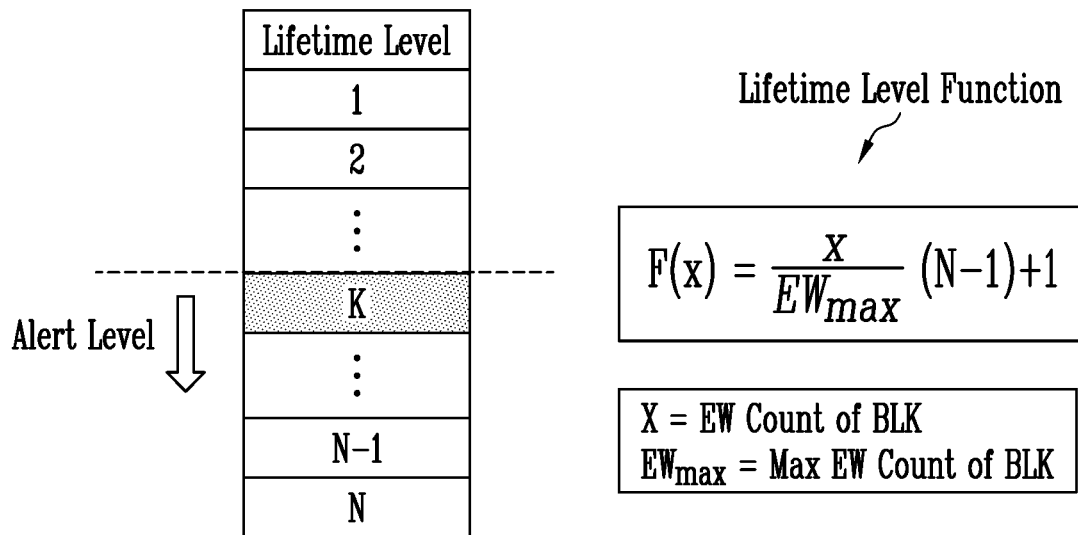 Lifetime Level
1
2
⋮
K
⋮
N-1
N
Alert Level
Lifetime Level Function
F(x) = x/EWmax (N-1)+1
X = EW Count of BLK
EWmax = Max EW Count of BLK